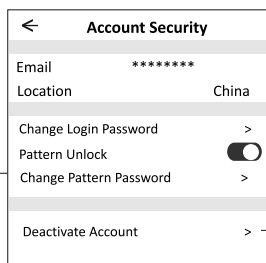 Account Security
Email ********
Location China
Change Login Password >
Pattern Unlock
Change Pattern Password >
Deactivate Account >